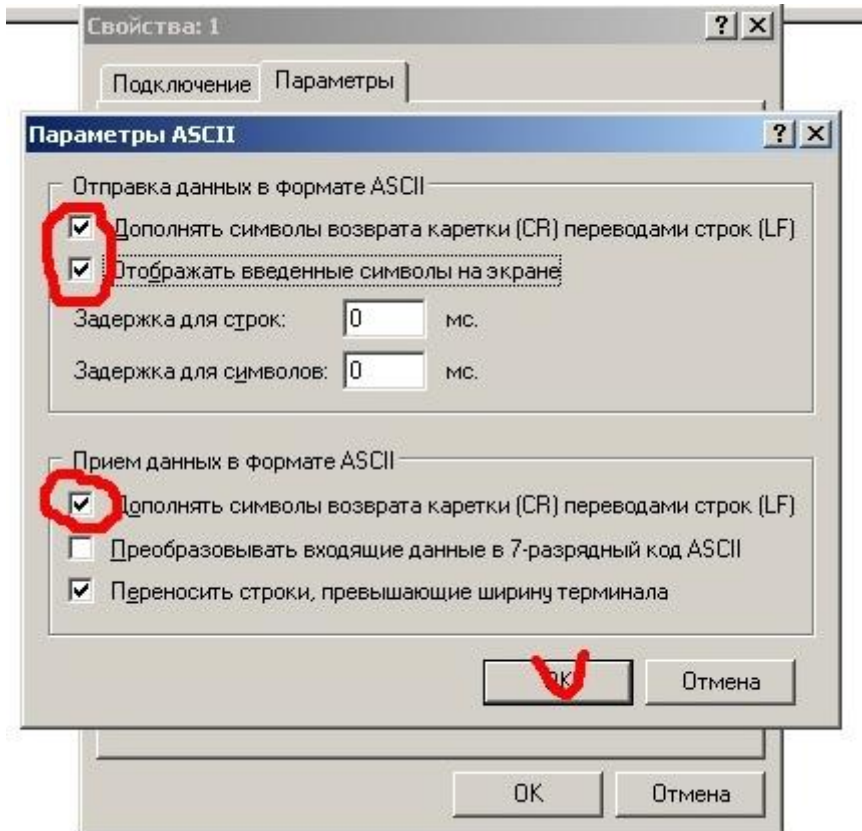 Свойства: 1
Подключение Параметры
Параметры ASCII
Отправка данных в формате ASCII
Дополнять символы возврата каретки (CR) переводами строк (LF)
Отображать введенные символы на экране
Задержка для строк: 0 мс.
Задержка для символов: 0 мс.
Прием данных в формате ASCII
Дополнять символы возврата каретки (CR) переводами строк (LF)
Преобразовывать входящие данные в 7-разрядный код ASCII
Переносить строки, превышающие ширину терминала
OK Отмена
OK Отмена